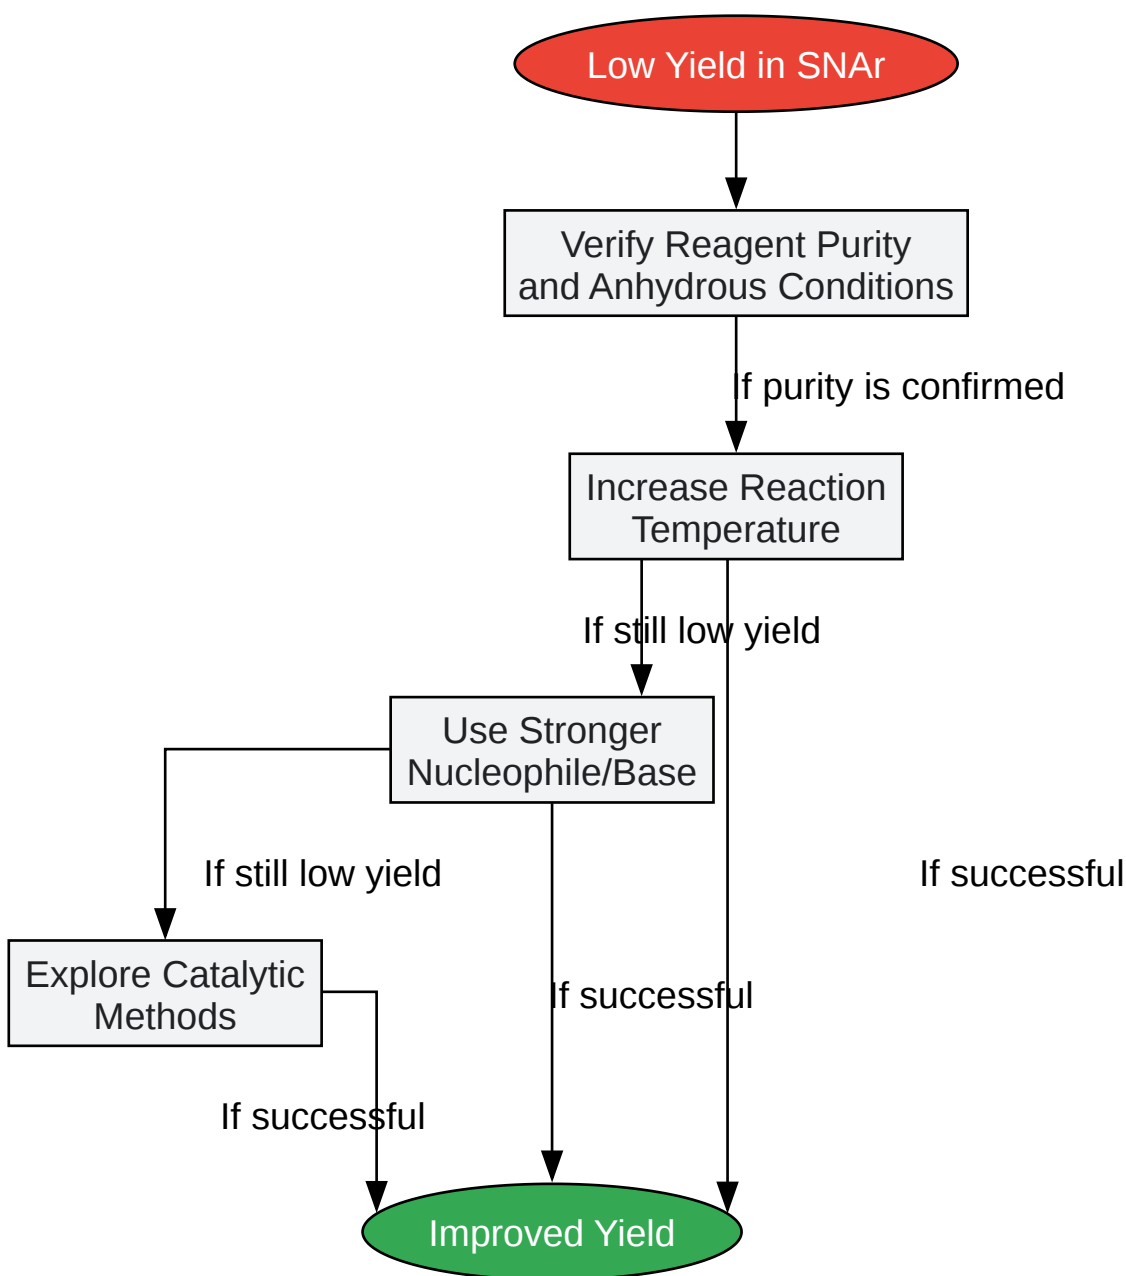 Low Yield in SNAr
Verify Reagent Purity
and Anhydrous Conditions
If purity is confirmed
Increase Reaction
Temperature
If still low yield
Use Stronger
Nucleophile/Base
If still low yield
If successful
Explore Catalytic
Methods
If successful
If successful
Improved Yield